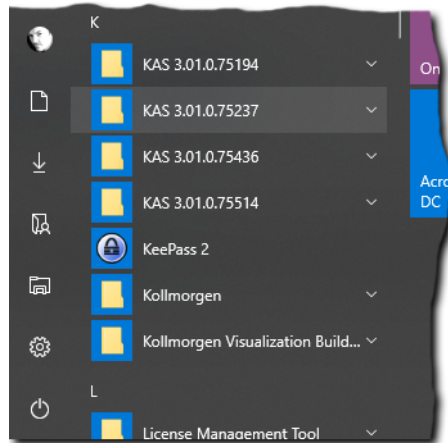 K
KAS 3.01.0.75194
On
KAS 3.01.0.75237
KAS 3.01.0.75436
Acro
KAS 3.01.0.75514
DC
KeePass 2
Kollmorgen
Kollmorgen Visualization Build...
L
License Management Tool